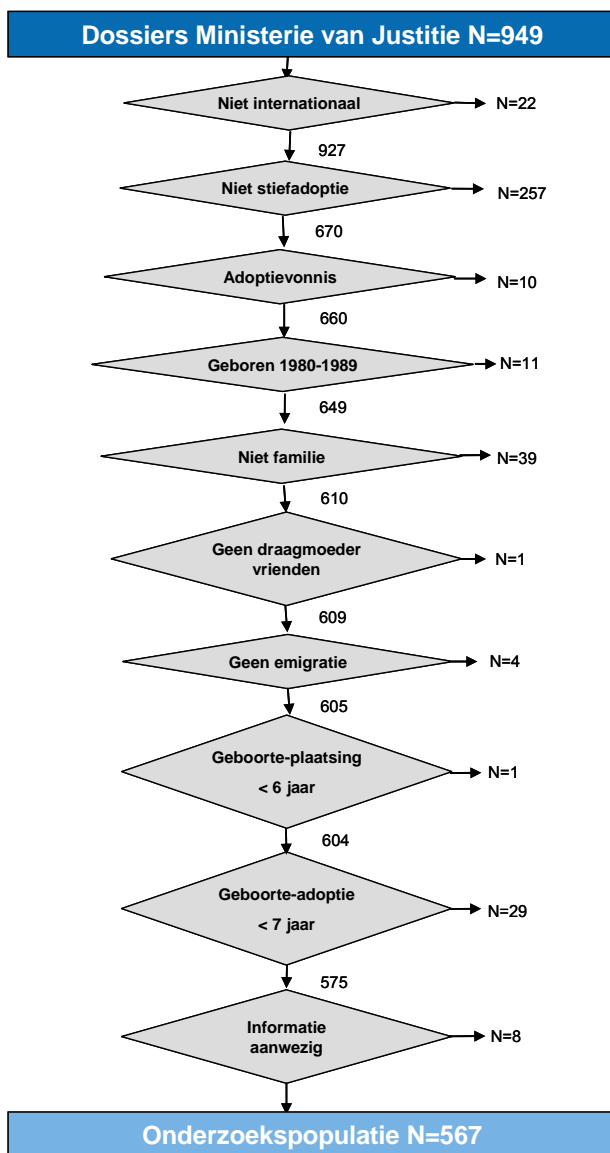 Dossiers Ministerie van Justitie N=949
Niet internationaal
N=22
927
Niet stiefadoptie
N=257
670
Adoptievonnis
N=10
660
Geboren 1980-1989
N=11
649
Niet familie
N=39
610
Geen draagmoeder
vrienden
N=1
609
Geen emigratie
N=4
605
Geboorte-plaatsing
< 6 jaar
N=1
604
Geboorte-adoptie
< 7 jaar
N=29
575
Informatie
aanwezig
N=8
Onderzoekspopulatie N=567